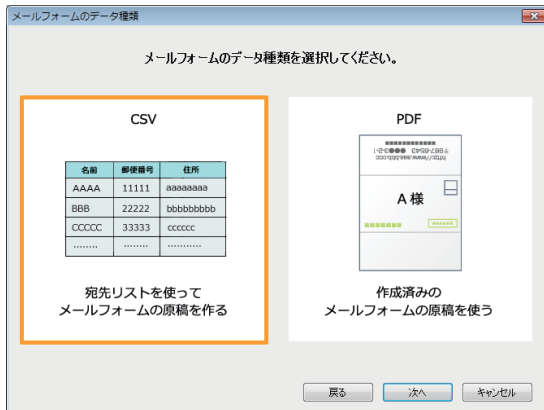 メールフォームのデータ種類
メールフォームのデータ種類を選択してください。
CSV
名前 郵便番号 住所
AAAA 11111 aaaaaaaa
BBB 22222 bbbbbbbbb
CCCCC 33333 cccccc
........ ........ ...........
宛先リストを使って
メールフォームの原稿を作る
PDF
A 様
作成済みの
メールフォームの原稿を使う
戻る 次へ キャンセル